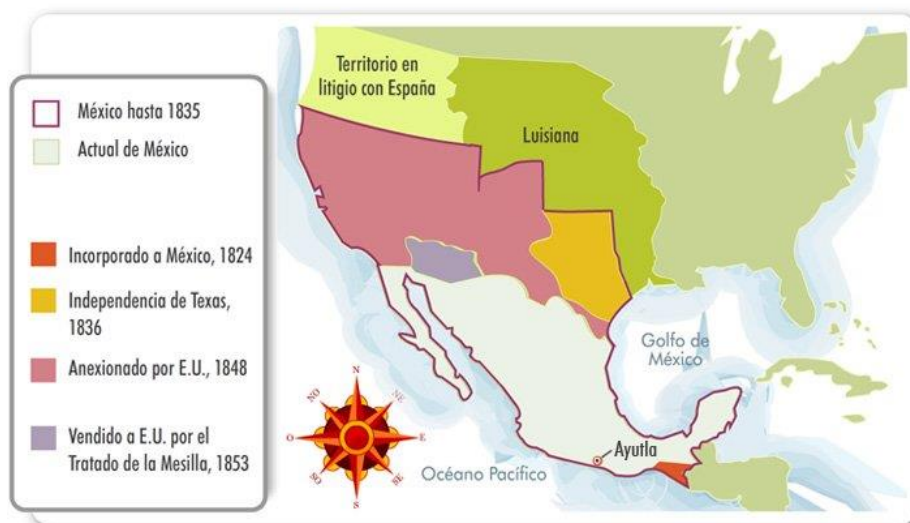 México hasta 1835
Actual de México
Incorporado a México, 1824
Independencia de Texas,
1836
Anexionado por E.U., 1848
Vendido a E.U. por el
Tratado de la Mesilla, 1853
Territorio en
litigio con España
Luisiana
Golfo de
México
Ayutla
Océano Pacífico
N
NE
E
SE
S
SO
O
NO